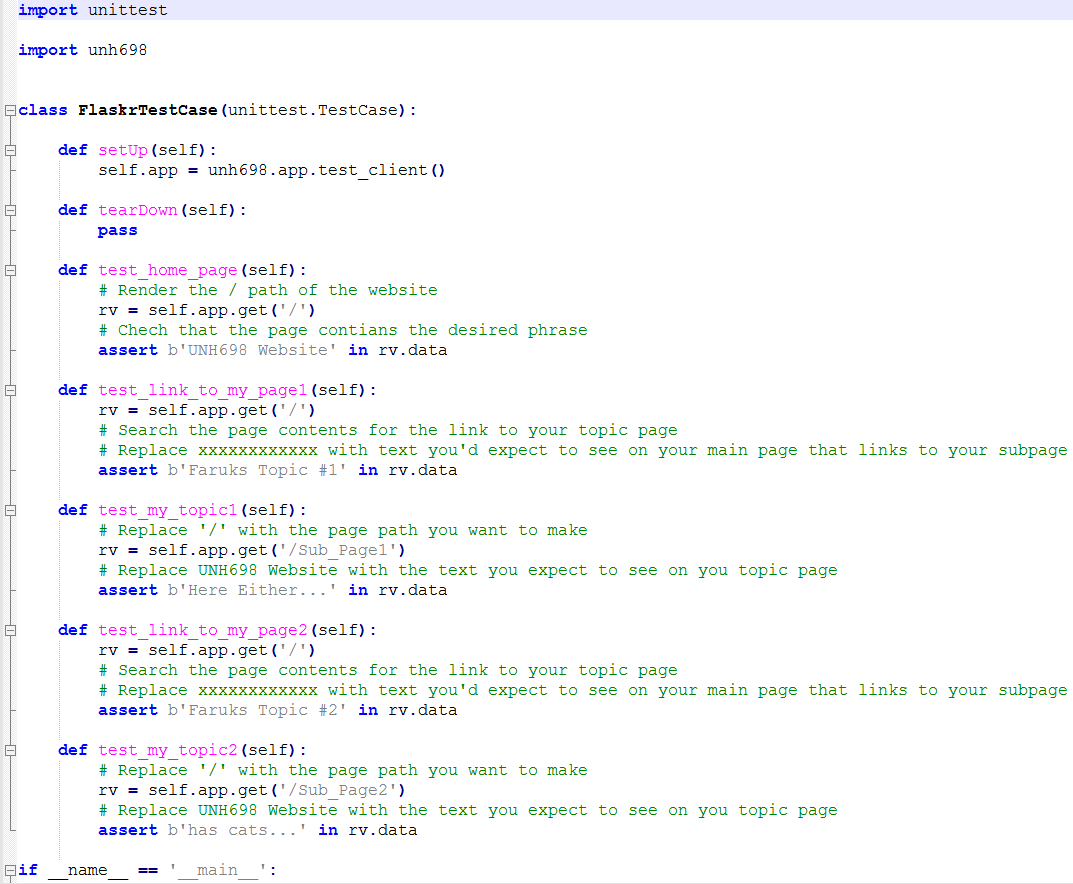 import unittest
import unh698
class FlaskrTestCase(unittest.TestCase):
def setUp(self):
self.app = unh698.app.test_client()
def tearDown(self):
pass
def test_home_page(self):
# Render the / path of the website
rv = self.app.get('/')
# Chech that the page contians the desired phrase
assert b'UNH698 Website' in rv.data
def test_link_to_my_page1(self):
rv = self.app.get('/')
# Search the page contents for the link to your topic page
# Replace xxxxxxxxxxxx with text you'd expect to see on your main page that links to your subpage
assert b'Faruks Topic #1' in rv.data
def test_my_topic1(self):
# Replace '/' with the page path you want to make
rv = self.app.get('/Sub_Page1')
# Replace UNH698 Website with the text you expect to see on you topic page
assert b'Here Either...' in rv.data
def test_link_to_my_page2(self):
rv = self.app.get('/')
# Search the page contents for the link to your topic page
# Replace xxxxxxxxxxxx with text you'd expect to see on your main page that links to your subpage
assert b'Faruks Topic #2' in rv.data
def test_my_topic2(self):
# Replace '/' with the page path you want to make
rv = self.app.get('/Sub_Page2')
# Replace UNH698 Website with the text you expect to see on you topic page
assert b'has cats...' in rv.data
if __name__ == '__main__':